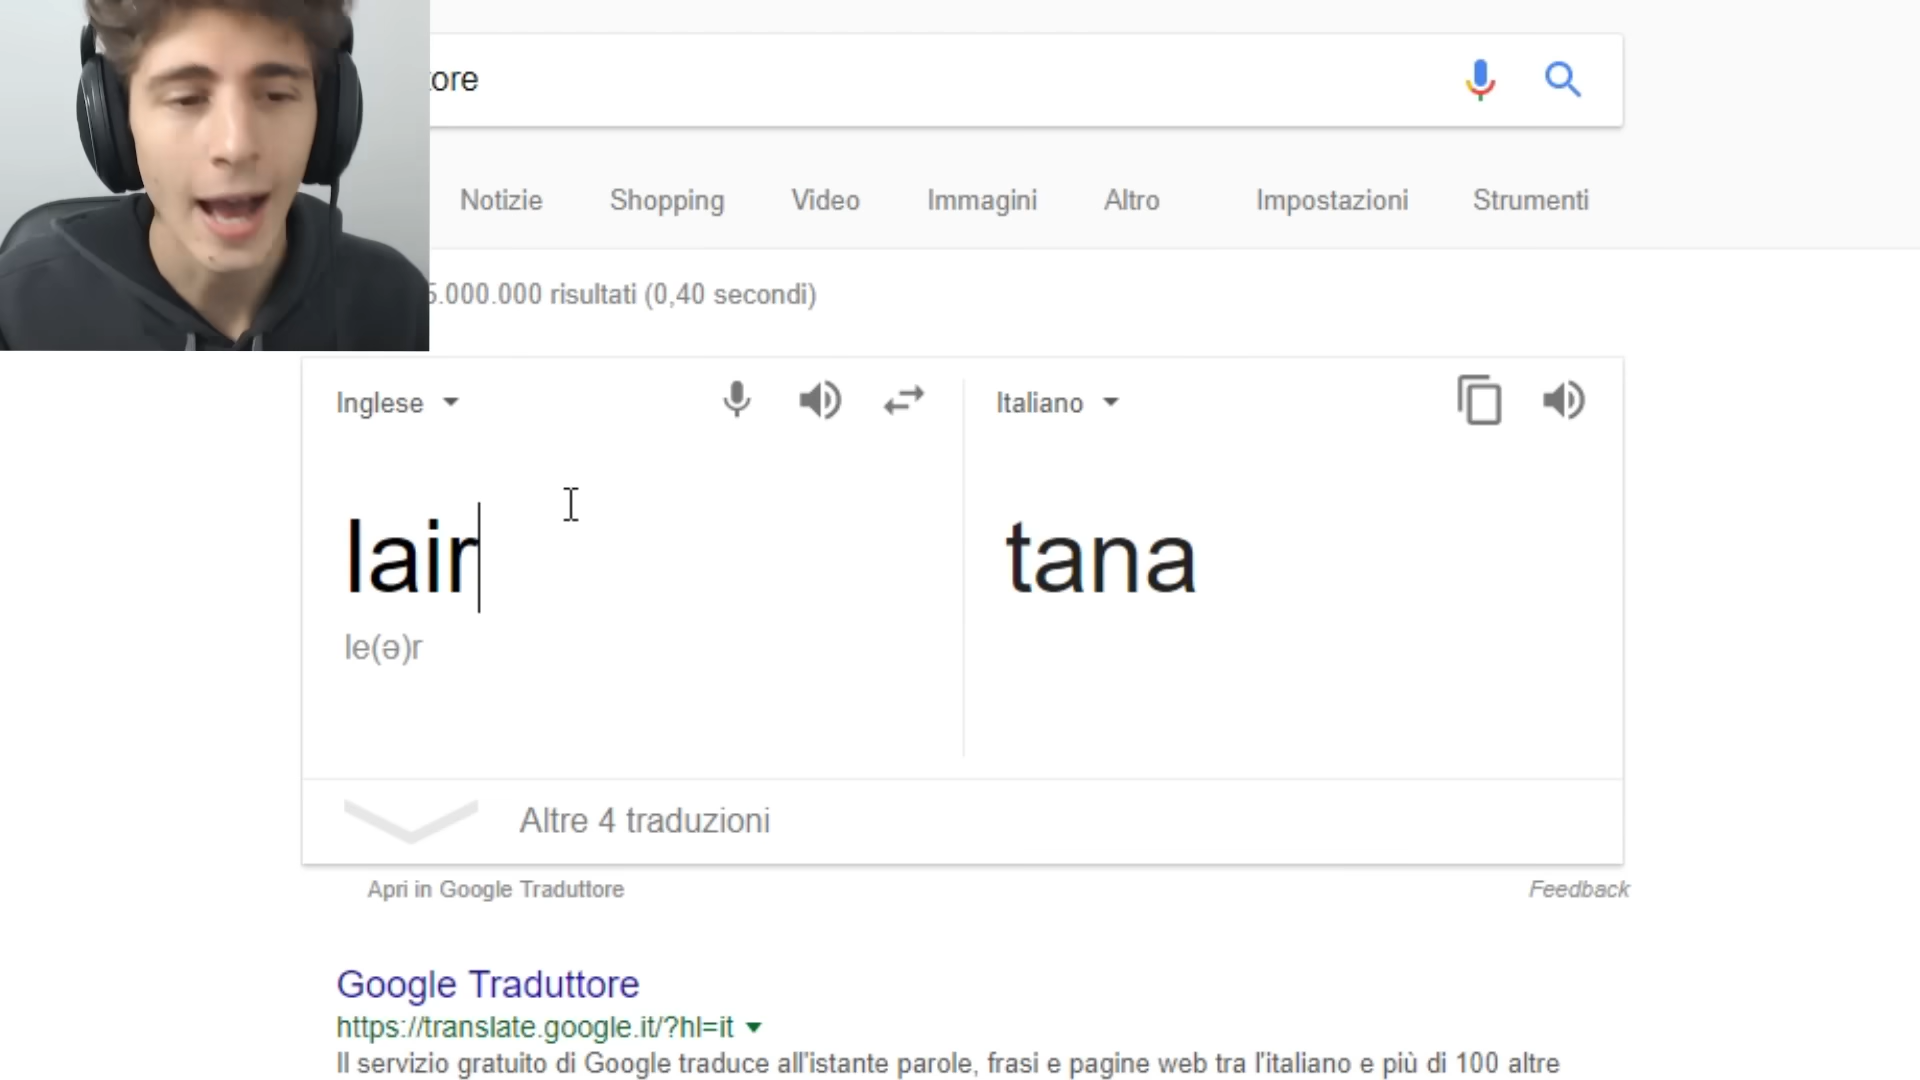 tore
Notizie Shopping Video Immagini Altro Impostazioni Strumenti
5.000.000 risultati (0,40 secondi)
Inglese Italiano
lair tana
le(ə)r
Altre 4 traduzioni
Apri in Google Traduttore Feedback
Google Traduttore
https://translate.google.it/?hl=it
Il servizio gratuito di Google traduce all'istante parole, frasi e pagine web tra l'italiano e più di 100 altre